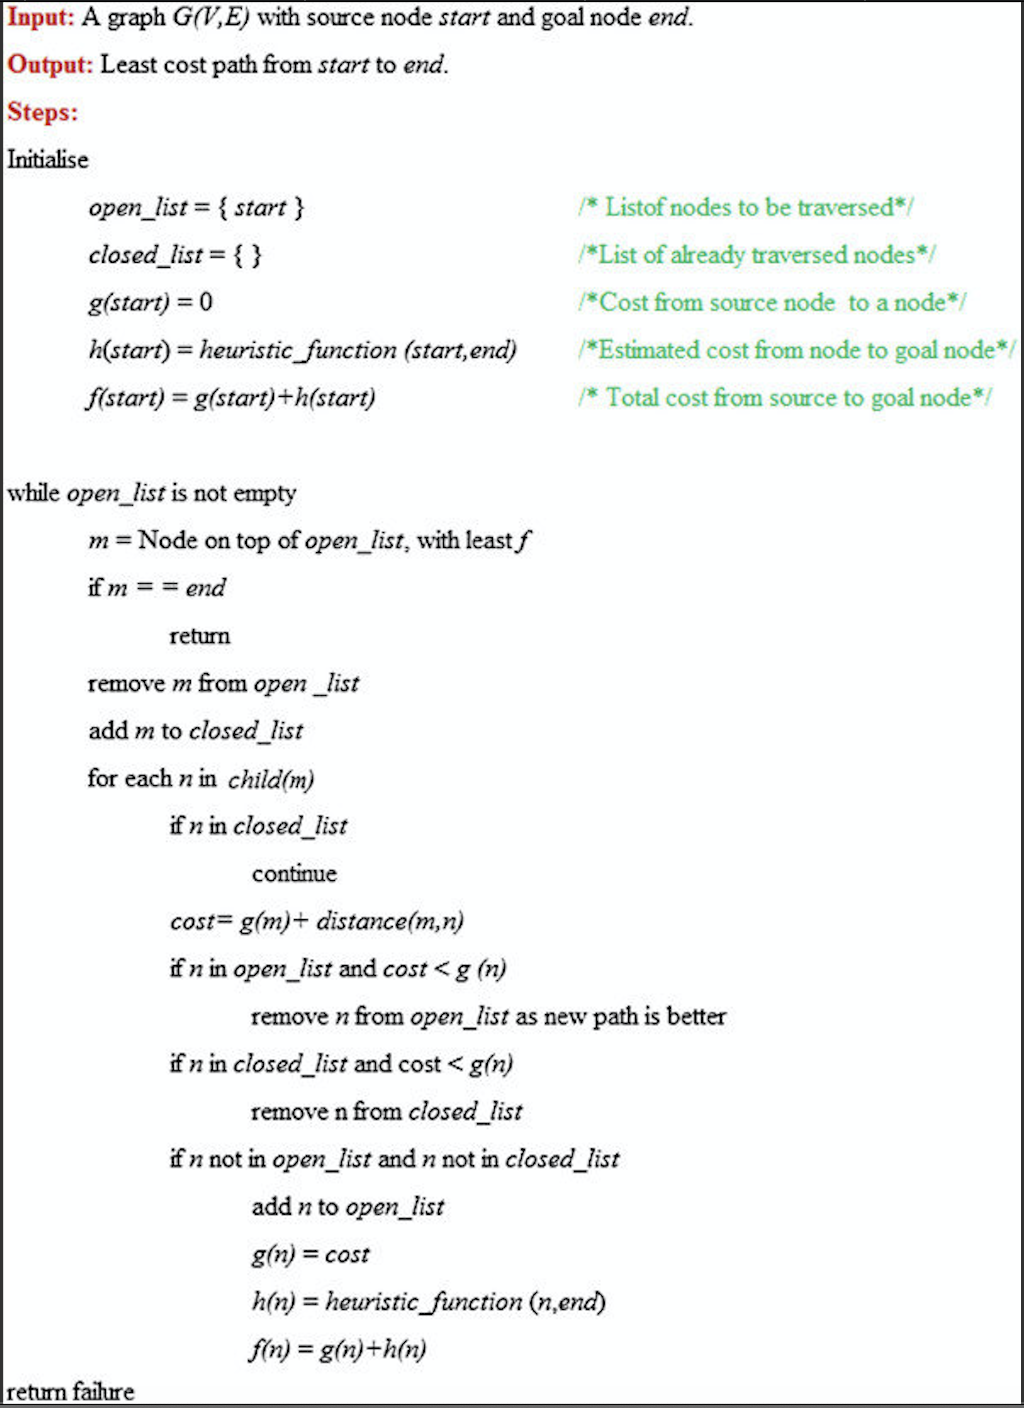 Input: A graph G(V,E) with source node start and goal node end.
Output: Least cost path from start to end.
Steps:
Initialise
open_list = { start } /* Listof nodes to be traversed*/
closed_list = { } /*List of already traversed nodes*/
g(start) = 0 /*Cost from source node to a node*/
h(start) = heuristic_function (start,end) /*Estimated cost from node to goal node*/
f(start) = g(start)+h(start) /* Total cost from source to goal node*/
while open_list is not empty
m = Node on top of open_list, with least f
if m = = end
return
remove m from open _list
add m to closed_list
for each n in child(m)
if n in closed_list
continue
cost= g(m)+ distance(m,n)
if n in open_list and cost < g (n)
remove n from open_list as new path is better
if n in closed_list and cost < g(n)
remove n from closed_list
if n not in open_list and n not in closed_list
add n to open_list
g(n) = cost
h(n) = heuristic_function (n,end)
f(n) = g(n)+h(n)
return failure